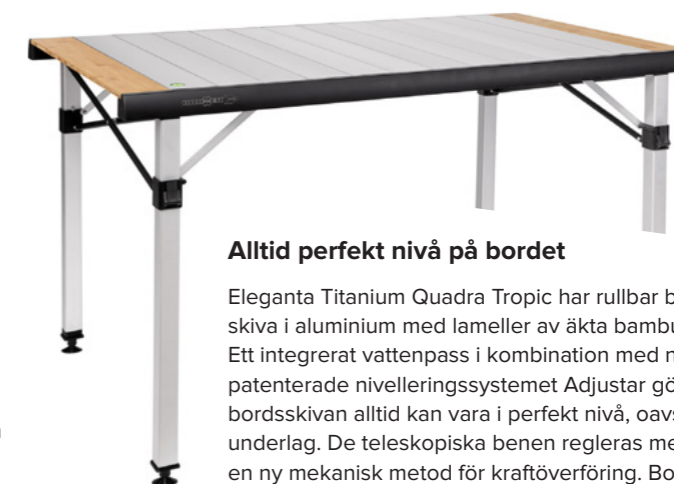 Alltid perfekt nivå på bordet
Eleganta Titanium Quadra Tropic har rullbar b
skiva i aluminium med lameller av äkta bambu
Ett integrerat vattenpass i kombination med n
patenterade nivelleringssystemet Adjustar gö
bordsskivan alltid kan vara i perfekt nivå, oavs
underlag. De teleskopiska benen regleras me
en ny mekanisk metod för kraftöverföring. Bo